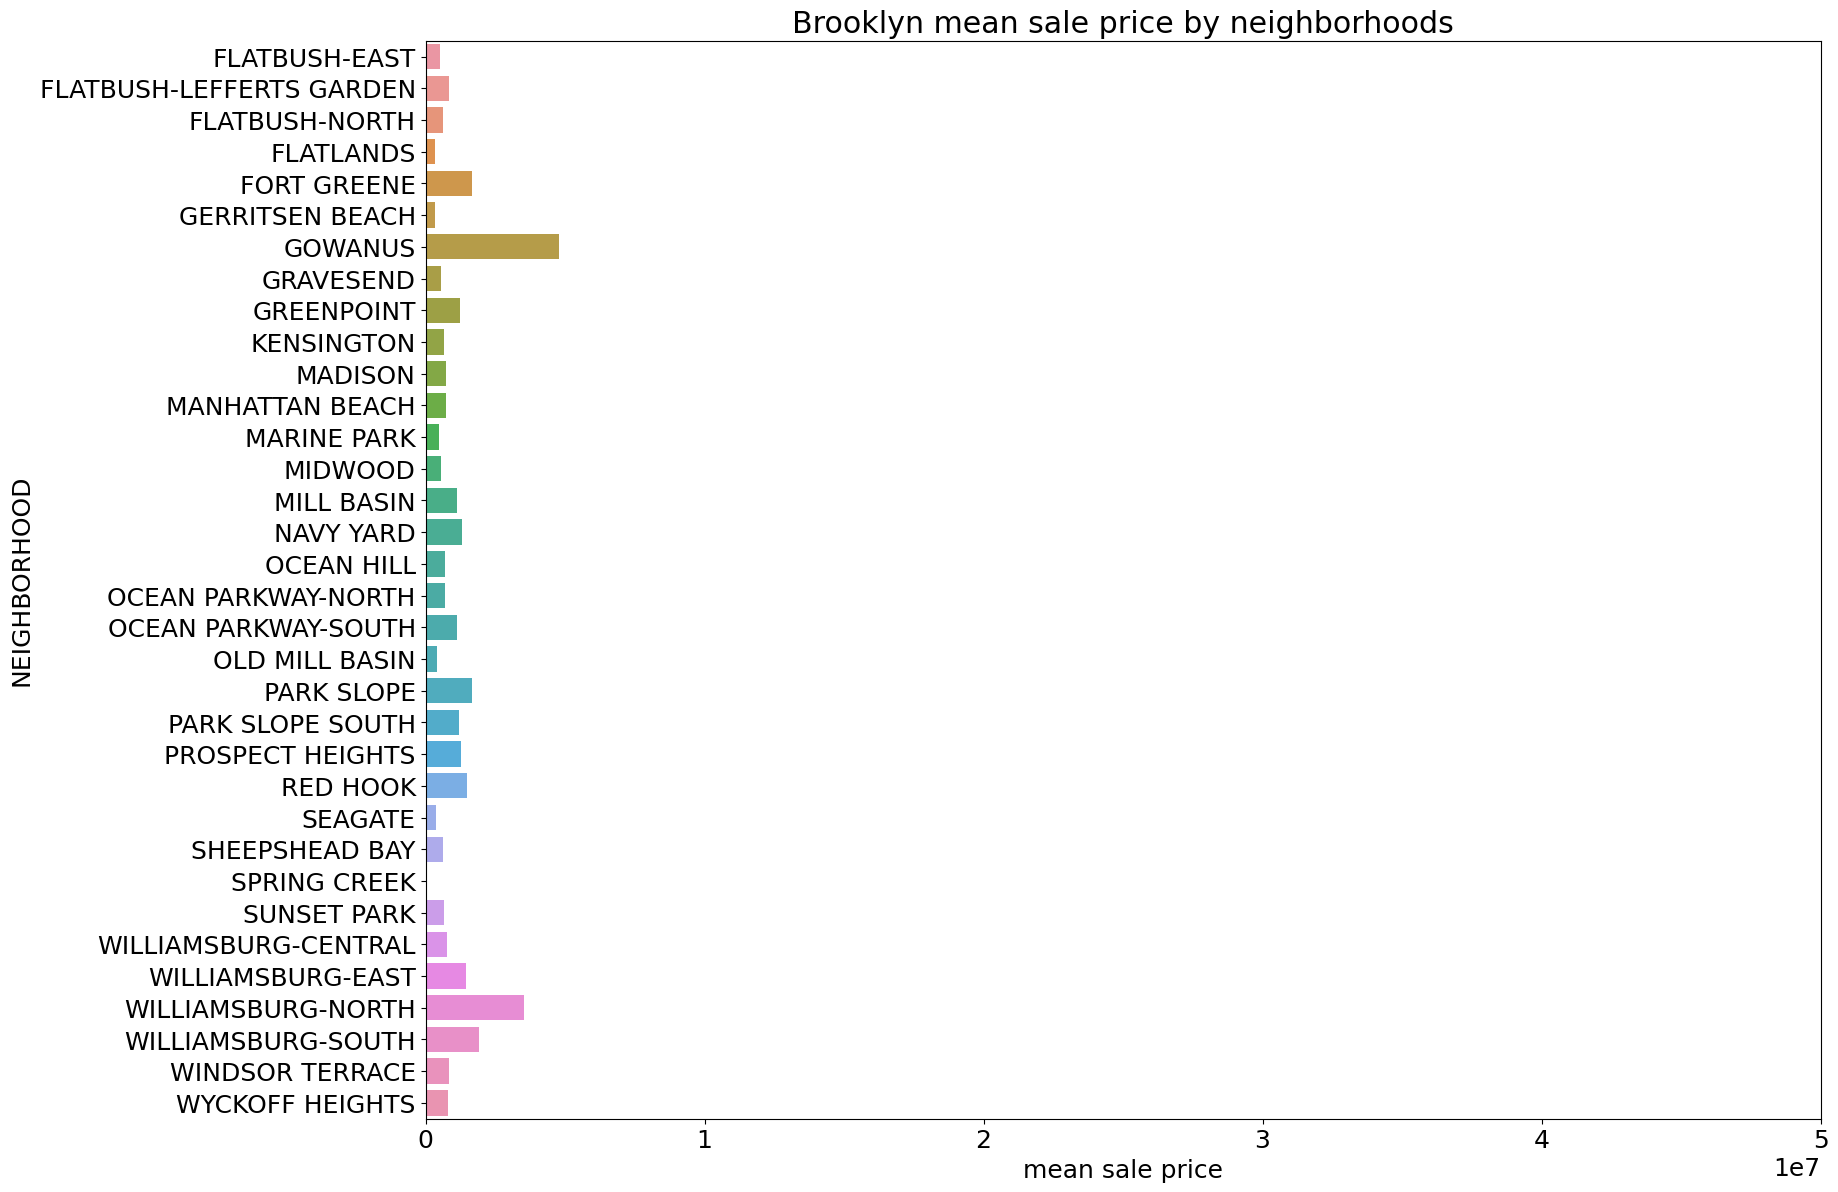 Brooklyn mean sale price by neighborhoods
NEIGHBORHOOD
FLATBUSH-EAST
FLATBUSH-LEFFERTS GARDEN
FLATBUSH-NORTH
FLATLANDS
FORT GREENE
GERRITSEN BEACH
GOWANUS
GRAVESEND
GREENPOINT
KENSINGTON
MADISON
MANHATTAN BEACH
MARINE PARK
MIDWOOD
MILL BASIN
NAVY YARD
OCEAN HILL
OCEAN PARKWAY-NORTH
OCEAN PARKWAY-SOUTH
OLD MILL BASIN
PARK SLOPE
PARK SLOPE SOUTH
PROSPECT HEIGHTS
RED HOOK
SEAGATE
SHEEPSHEAD BAY
SPRING CREEK
SUNSET PARK
WILLIAMSBURG-CENTRAL
WILLIAMSBURG-EAST
WILLIAMSBURG-NORTH
WILLIAMSBURG-SOUTH
WINDSOR TERRACE
WYCKOFF HEIGHTS
0 1 2 3 4 5
1e7
mean sale price